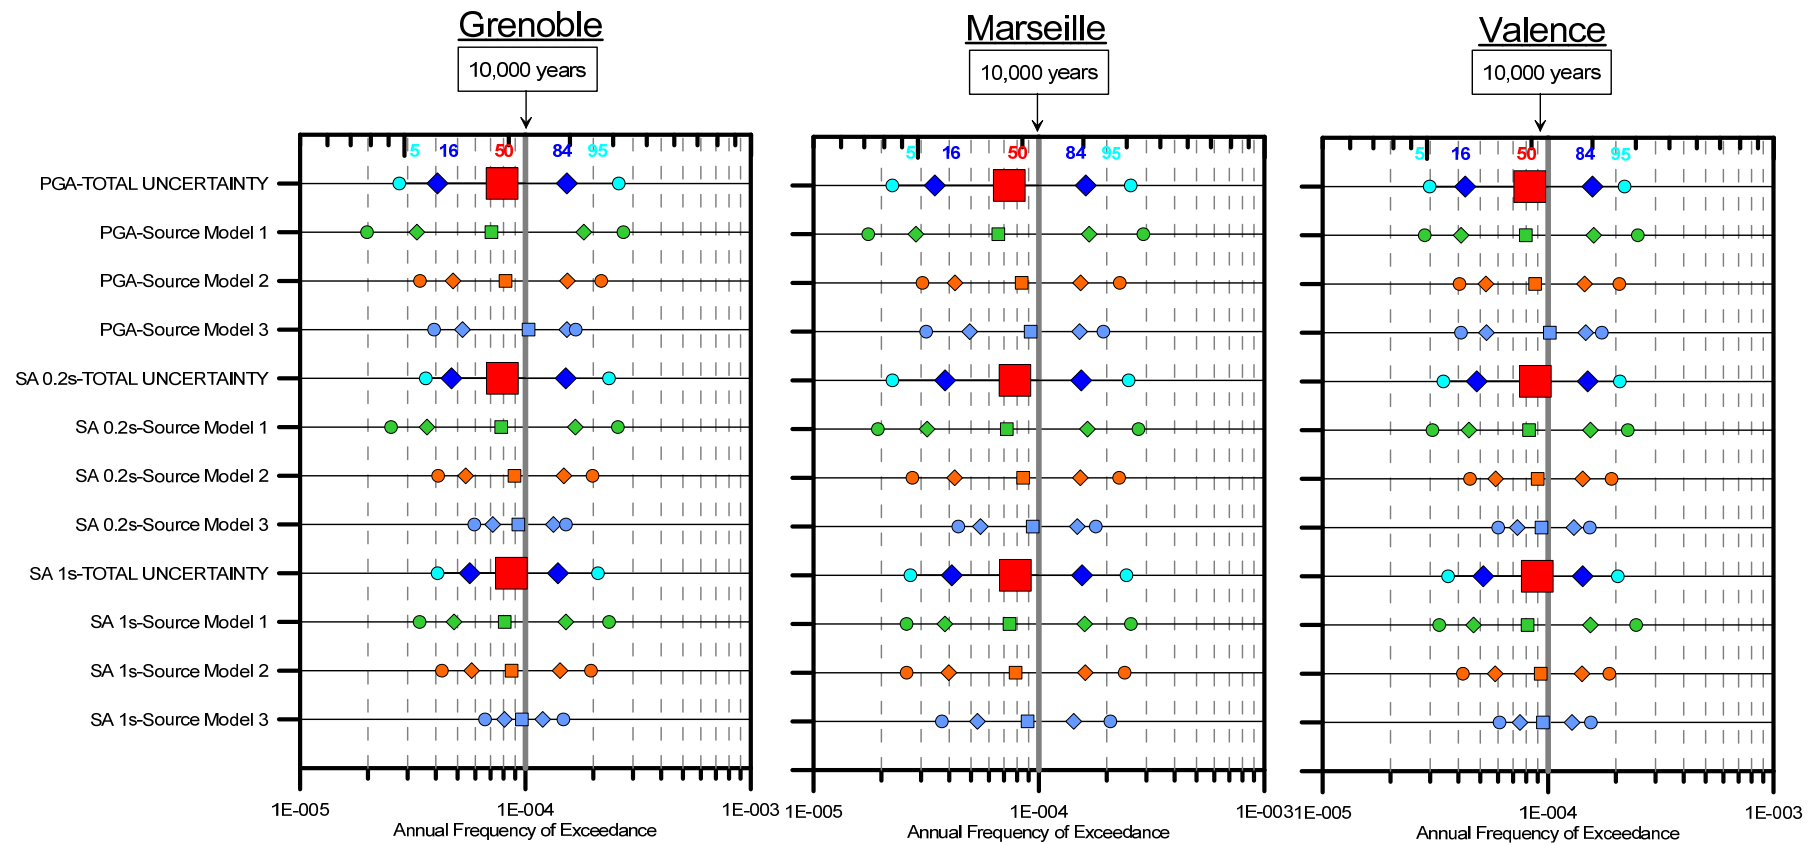 Grenoble
Marseille
Valence
10,000 years
10,000 years
10,000 years
5 16 50 84 95
5 16 50 84 95
5 16 50 84 95
PGA-TOTAL UNCERTAINTY
PGA-Source Model 1
PGA-Source Model 2
PGA-Source Model 3
SA 0.2s-TOTAL UNCERTAINTY
SA 0.2s-Source Model 1
SA 0.2s-Source Model 2
SA 0.2s-Source Model 3
SA 1s-TOTAL UNCERTAINTY
SA 1s-Source Model 1
SA 1s-Source Model 2
SA 1s-Source Model 3
1E-005 1E-004 1E-003
1E-005 1E-004 1E-003
1E-005 1E-004 1E-003
Annual Frequency of Exceedance
Annual Frequency of Exceedance
Annual Frequency of Exceedance